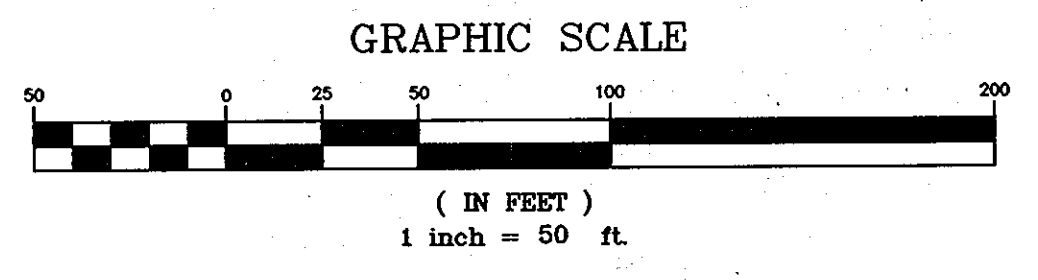 GRAPHIC SCALE
50 0 25 50 100 200
( IN FEET )
1 inch = 50 ft.